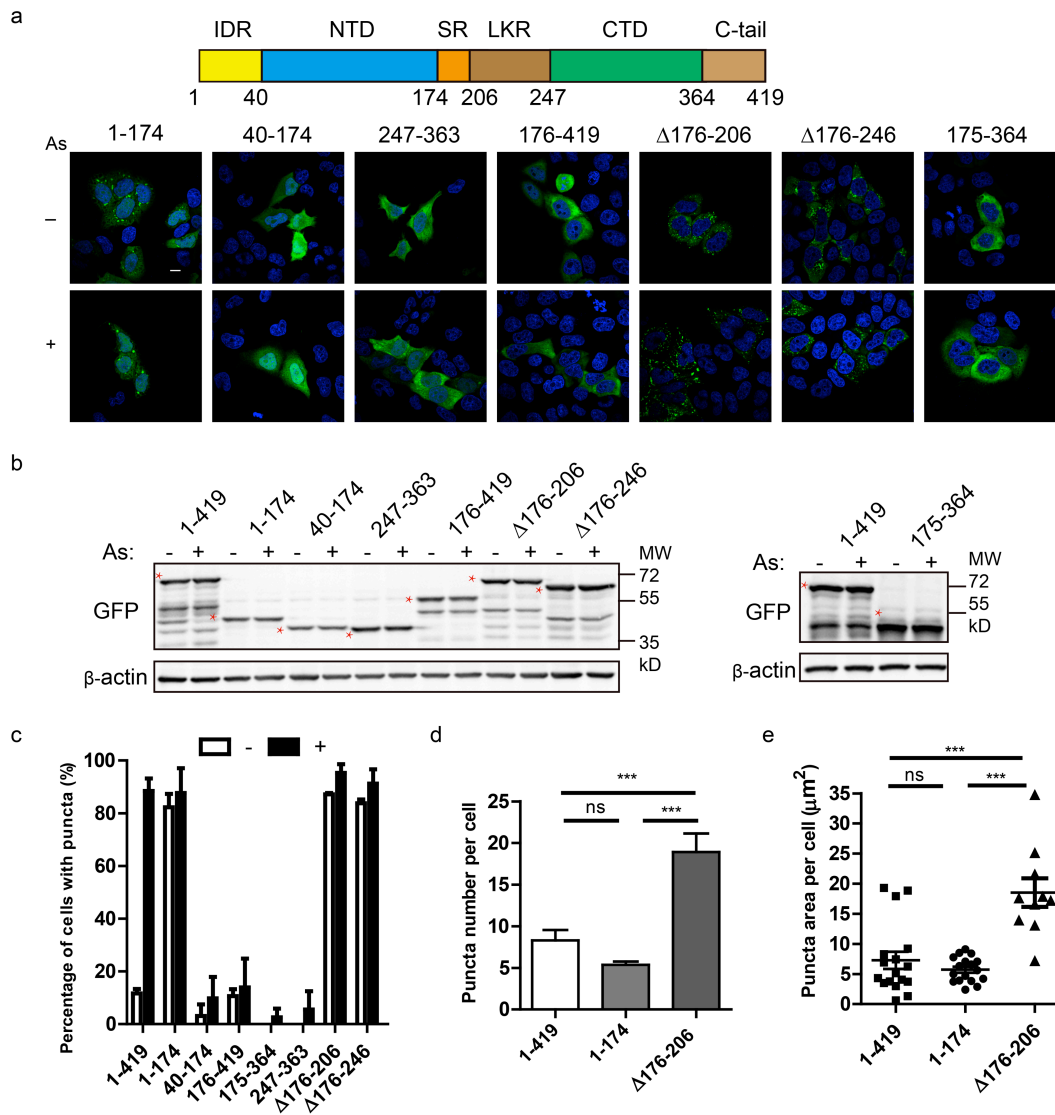 a
IDR NTD SR LKR CTD C-tail
1 40 174 206 247 364 419
As 1-174 40-174 247-363 176-419 Δ176-206 Δ176-246 175-364
–
+
b
1-419 1-174 40-174 247-363 176-419 Δ176-206 Δ176-246
As: - + - + - + - + - + - + - + MW
GFP
*
*
*
*
*
*
*
72
55
35
kD
β-actin
1-419 175-364
As: - + - + MW
GFP
*
*
72
55
kD
β-actin
c
- +
Percentage of cells with puncta (%)
100
80
60
40
20
0
1-419 1-174 40-174 176-419 175-364 247-363 Δ176-206 Δ176-246
d
Puncta number per cell
25
20
15
10
5
0
***
ns ***
1-419 1-174 Δ176-206
e
Puncta area per cell (μm²)
35
30
25
20
15
10
5
0
***
ns ***
1-419 1-174 Δ176-206